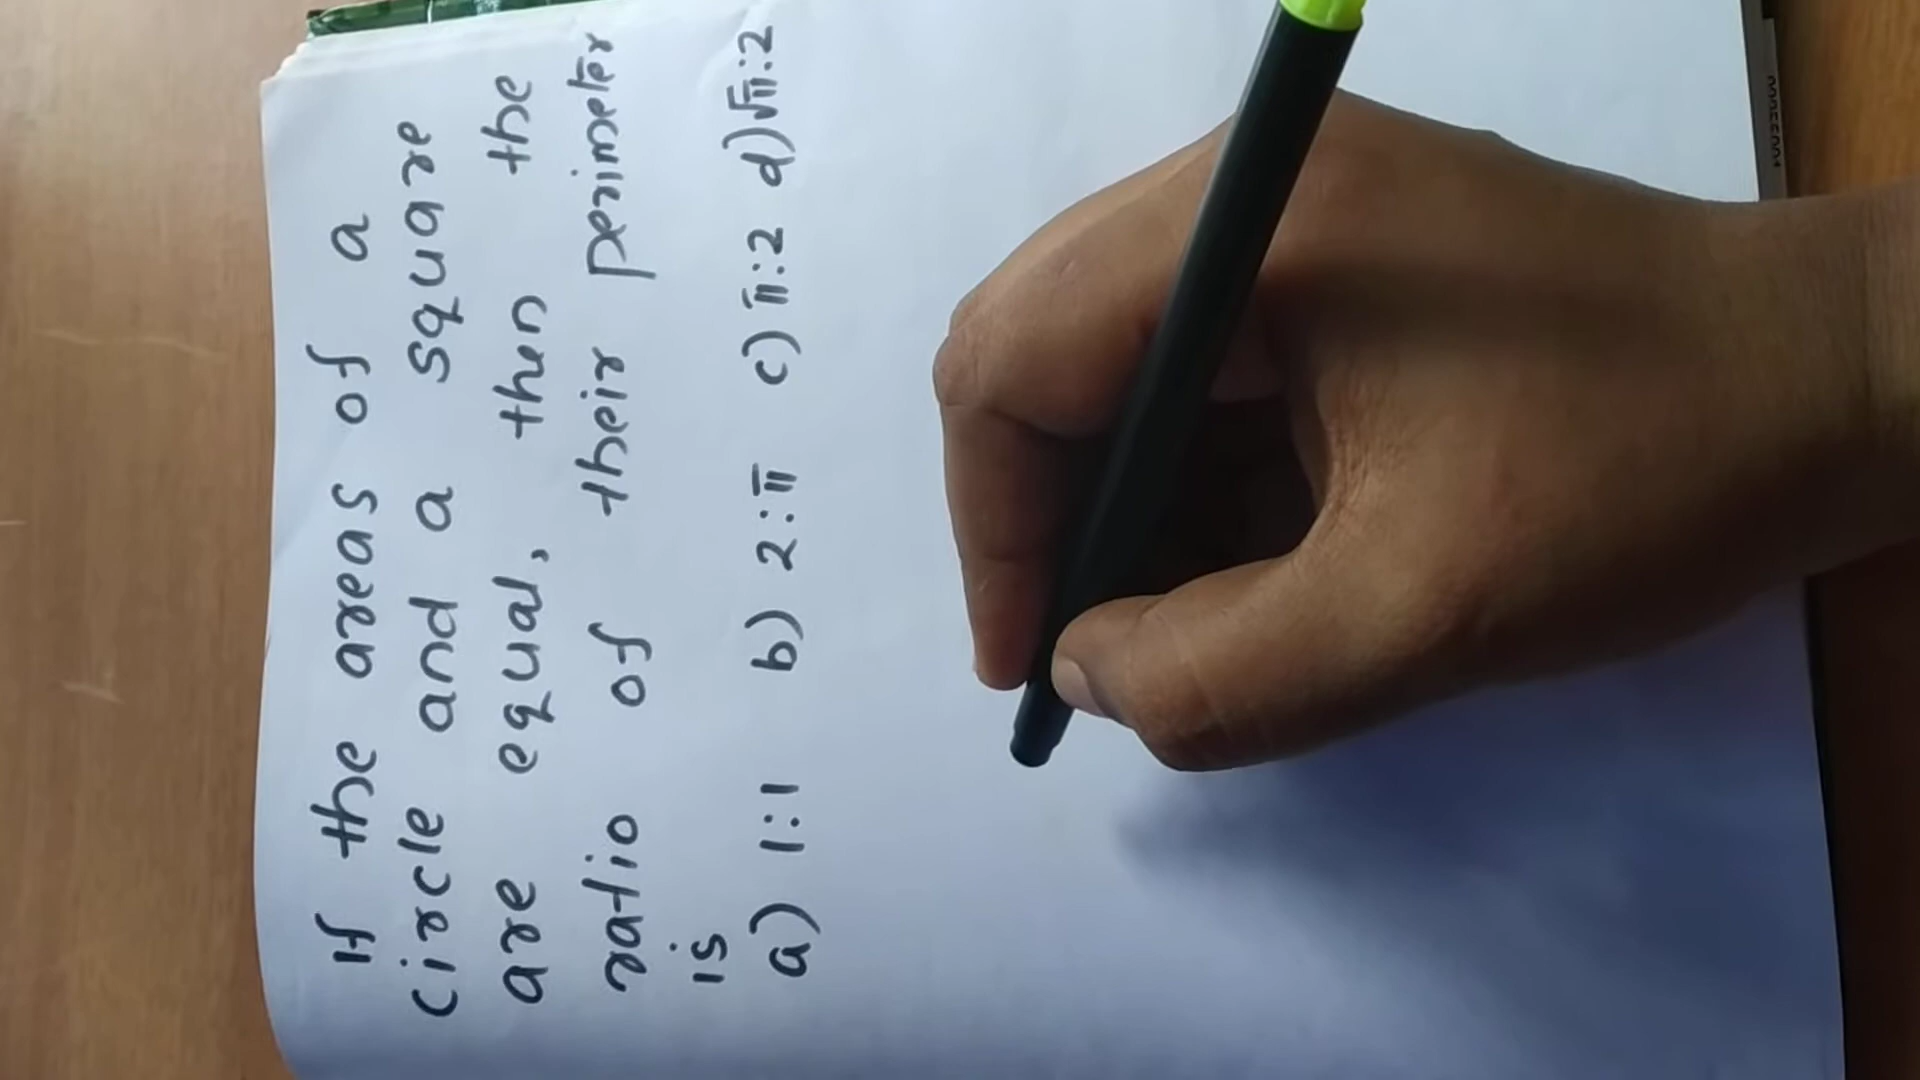 If the areas of a
circle and a square
are equal, then the
ratio of their perimeter
is
a) 1:1 b) 2:π c) π:2 d) √π:2